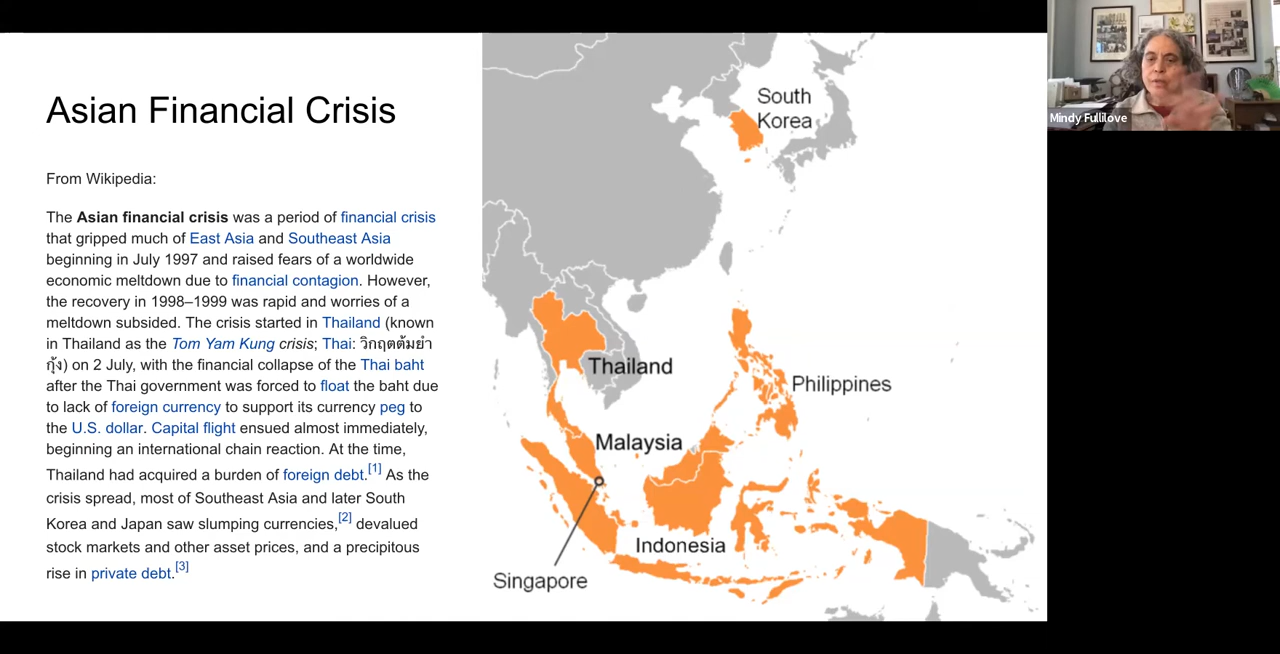 Asian Financial Crisis
From Wikipedia:
The Asian financial crisis was a period of financial crisis
that gripped much of East Asia and Southeast Asia
beginning in July 1997 and raised fears of a worldwide
economic meltdown due to financial contagion. However,
the recovery in 1998–1999 was rapid and worries of a
meltdown subsided. The crisis started in Thailand (known
in Thailand as the Tom Yam Kung crisis; Thai: วิกฤตต้มยำ
กุ้ง) on 2 July, with the financial collapse of the Thai baht
after the Thai government was forced to float the baht due
to lack of foreign currency to support its currency peg to
the U.S. dollar. Capital flight ensued almost immediately,
beginning an international chain reaction. At the time,
Thailand had acquired a burden of foreign debt.[1] As the
crisis spread, most of Southeast Asia and later South
Korea and Japan saw slumping currencies,[2] devalued
stock markets and other asset prices, and a precipitous
rise in private debt.[3]
South
Korea
Thailand
Philippines
Malaysia
Indonesia
Singapore
Mindy Fullilove